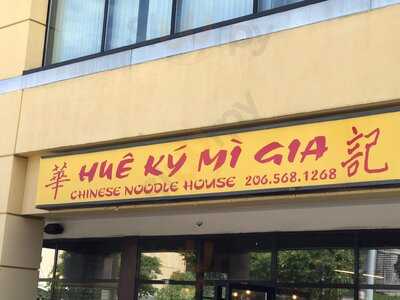 華 HUÊ KÝ MÌ GIA 記
CHINESE NOODLE HOUSE 206.568.1268